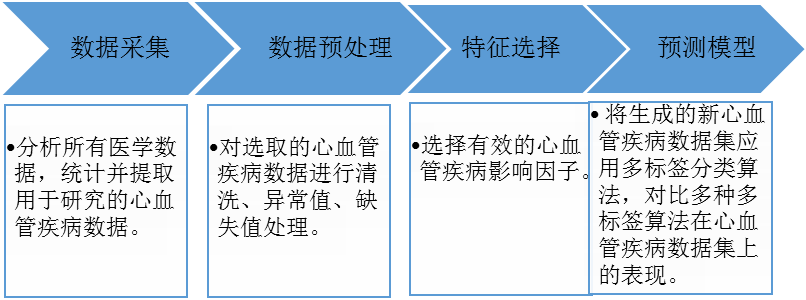 数据采集
数据预处理
特征选择
预测模型
•分析所有医学数
据，统计并提取
用于研究的心血
管疾病数据。
•对选取的心血管
疾病数据进行清
洗、异常值、缺
失值处理。
•选择有效的心血
管疾病影响因子。
• 将生成的新心血
管疾病数据集应
用多标签分类算
法，对比多种多
标签算法在心血
管疾病数据集上
的表现。